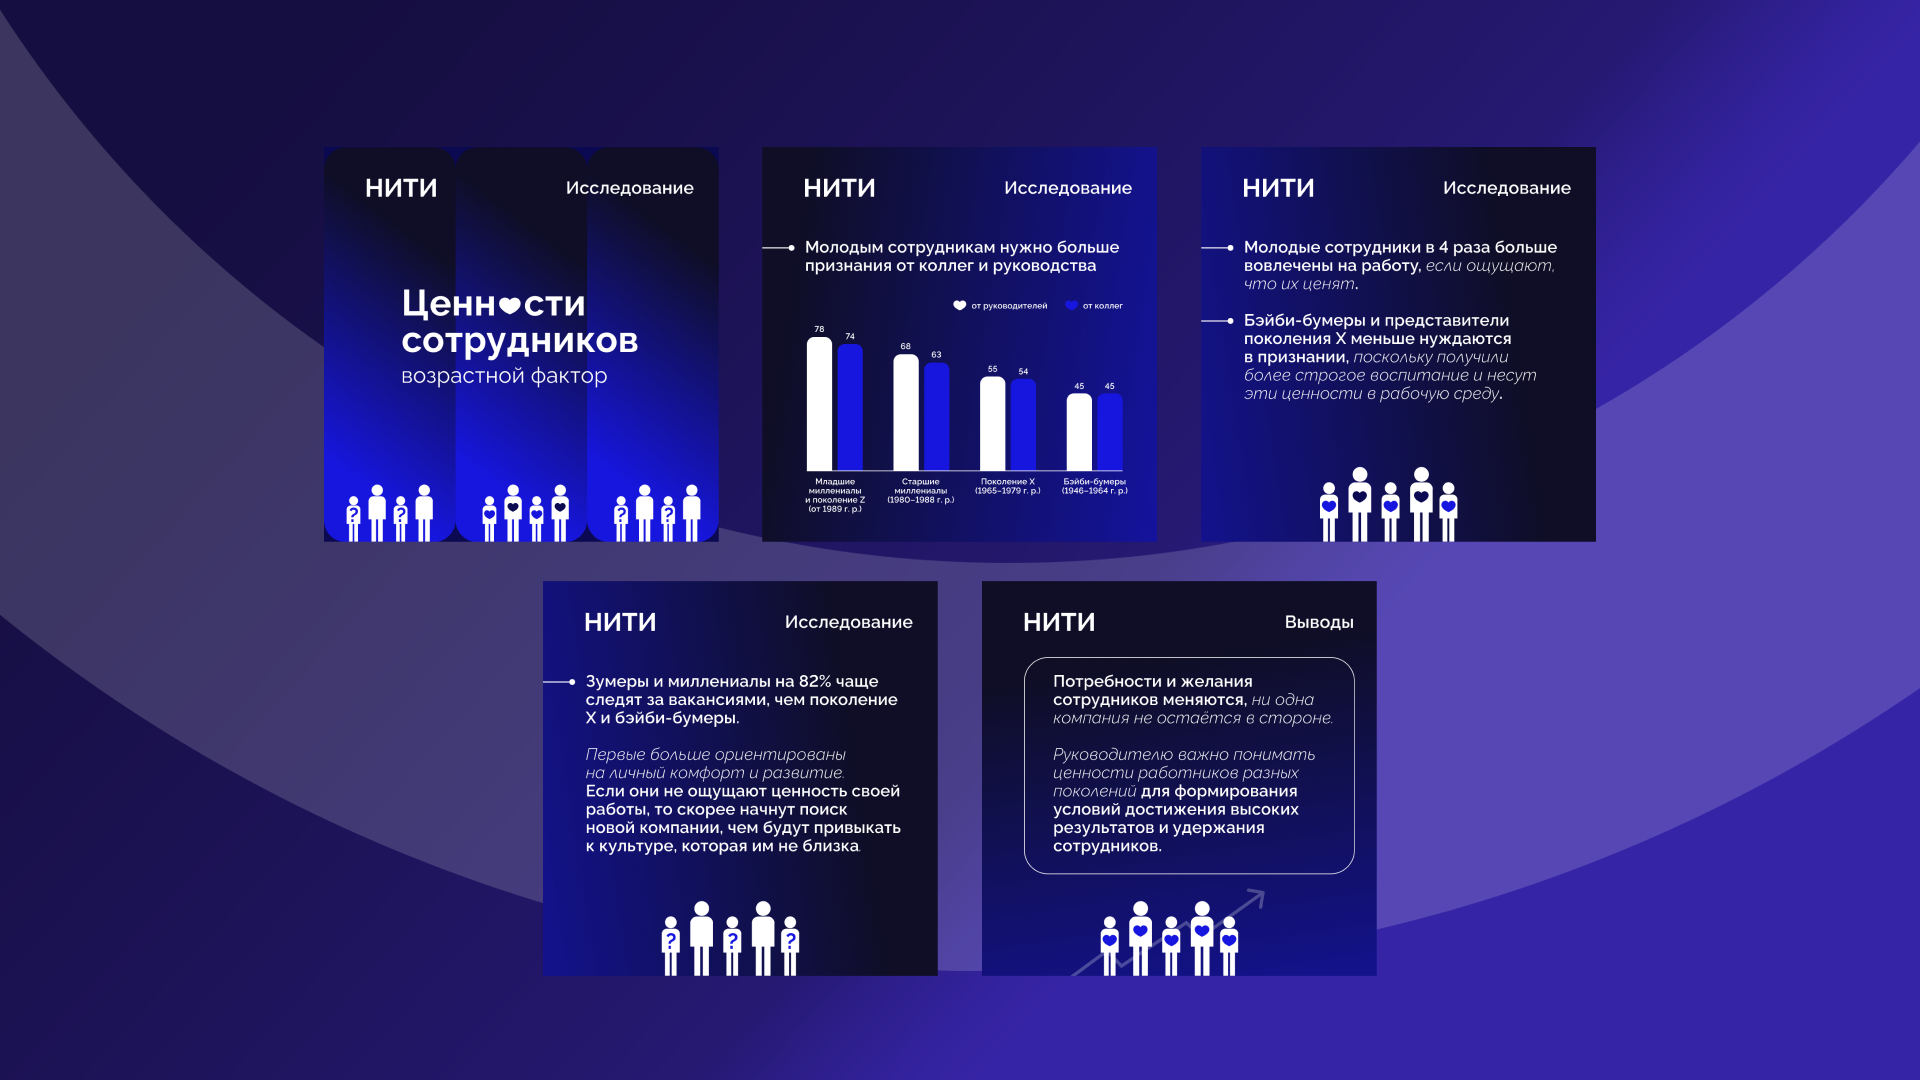 НИТИ
Исследование
Ценн❤сти
сотрудников
возрастной фактор
? ?
? ?
НИТИ
Исследование
Молодым сотрудникам нужно больше
признания от коллег и руководства
от руководителей
от коллег
78
74
68
63
55
54
45
45
Младшие
миллениалы
и поколение Z
(от 1989 г. р.)
Старшие
миллениалы
(1980–1988 г. р.)
Поколение X
(1965–1979 г. р.)
Бэйби-бумеры
(1946–1964 г. р.)
НИТИ
Исследование
Молодые сотрудники в 4 раза больше
вовлечены на работу, если ощущают,
что их ценят.
Бэйби-бумеры и представители
поколения X меньше нуждаются
в признании, поскольку получили
более строгое воспитание и несут
эти ценности в рабочую среду.
НИТИ
Исследование
Зумеры и миллениалы на 82% чаще
следят за вакансиями, чем поколение
X и бэйби-бумеры.
Первые больше ориентированы
на личный комфорт и развитие.
Если они не ощущают ценность своей
работы, то скорее начнут поиск
новой компании, чем будут привыкать
к культуре, которая им не близка.
? ? ?
НИТИ
Выводы
Потребности и желания
сотрудников меняются, ни одна
компания не остаётся в стороне.
Руководителю важно понимать
ценности работников разных
поколений для формирования
условий достижения высоких
результатов и удержания
сотрудников.